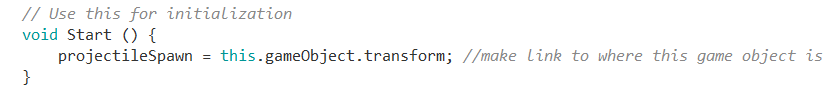 // Use this for initialization
void Start () {
projectileSpawn = this.gameObject.transform; //make link to where this game object is
}